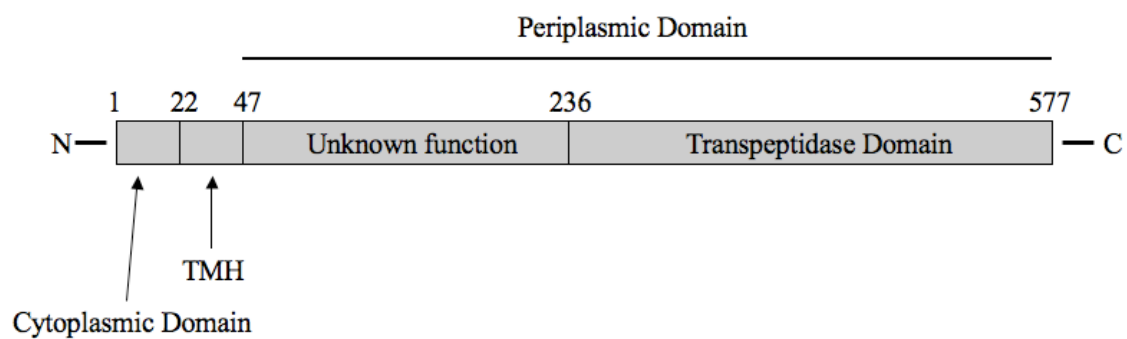 Periplasmic Domain
1 22 47 236 577
N Unknown function Transpeptidase Domain C
TMH
Cytoplasmic Domain